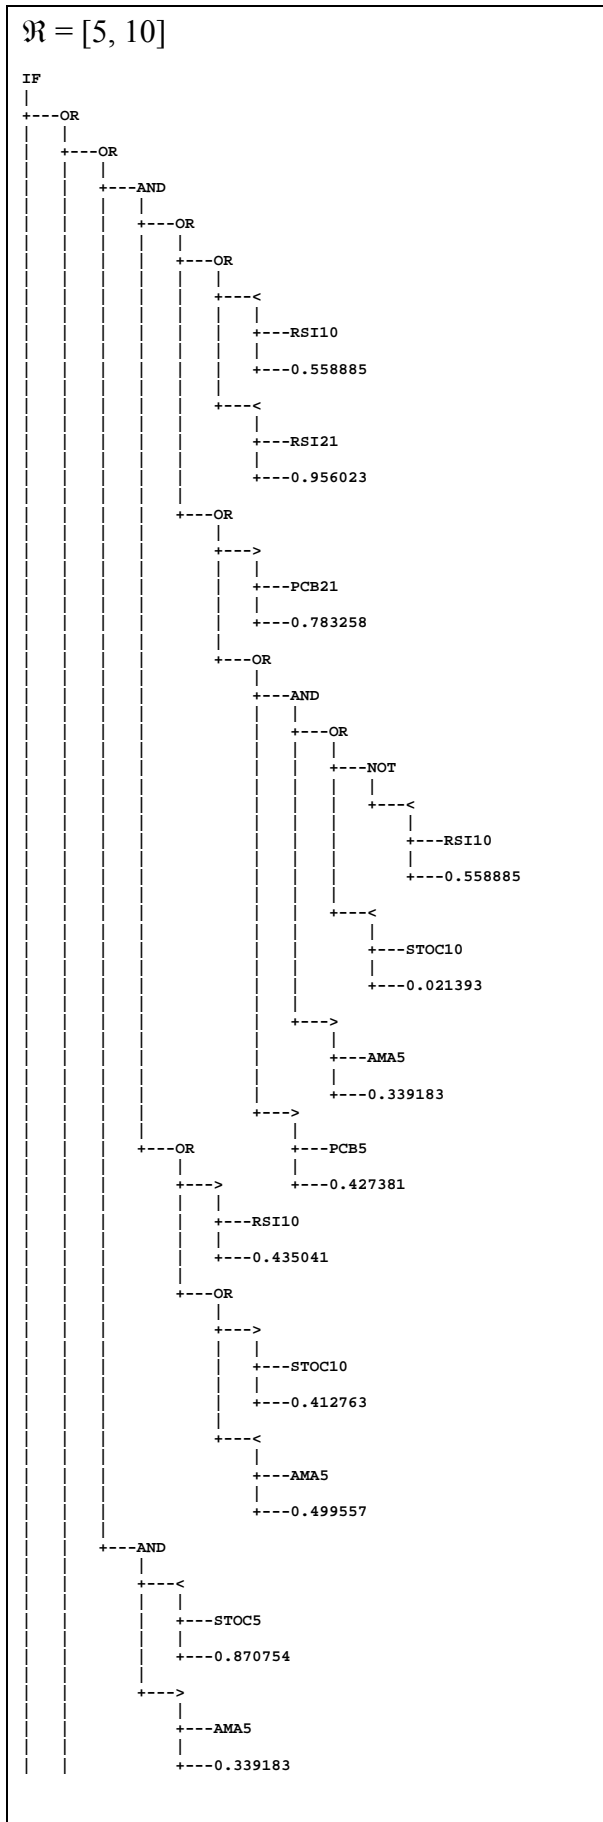 ℜ = [5, 10]
IF
|
+---OR
|   |
|   +---OR
|   |   |
|   |   +---AND
|   |   |   |
|   |   |   +---OR
|   |   |   |   |
|   |   |   |   +---OR
|   |   |   |   |   |
|   |   |   |   |   +---<
|   |   |   |   |   |   |
|   |   |   |   |   |   +---RSI10
|   |   |   |   |   |   |
|   |   |   |   |   |   +---0.558885
|   |   |   |   |   |
|   |   |   |   |   +---<
|   |   |   |   |       |
|   |   |   |   |       +---RSI21
|   |   |   |   |       |
|   |   |   |   |       +---0.956023
|   |   |   |   |
|   |   |   |   +---OR
|   |   |   |       |
|   |   |   |       +--->
|   |   |   |       |   |
|   |   |   |       |   +---PCB21
|   |   |   |       |   |
|   |   |   |       |   +---0.783258
|   |   |   |       |
|   |   |   |       +---OR
|   |   |   |           |
|   |   |   |           +---AND
|   |   |   |           |   |
|   |   |   |           |   +---OR
|   |   |   |           |   |   |
|   |   |   |           |   |   +---NOT
|   |   |   |           |   |   |   |
|   |   |   |           |   |   |   +---<
|   |   |   |           |   |   |       |
|   |   |   |           |   |   |       +---RSI10
|   |   |   |           |   |   |       |
|   |   |   |           |   |   |       +---0.558885
|   |   |   |           |   |   |
|   |   |   |           |   |   +---<
|   |   |   |           |   |       |
|   |   |   |           |   |       +---STOC10
|   |   |   |           |   |       |
|   |   |   |           |   |       +---0.021393
|   |   |   |           |   |
|   |   |   |           |   +--->
|   |   |   |           |       |
|   |   |   |           |       +---AMA5
|   |   |   |           |       |
|   |   |   |           |       +---0.339183
|   |   |   |           +--->
|   |   |   |               |
|   |   |   +---OR          +---PCB5
|   |   |       |           |
|   |   |       +--->       +---0.427381
|   |   |       |   |
|   |   |       |   +---RSI10
|   |   |       |   |
|   |   |       |   +---0.435041
|   |   |       |
|   |   |       +---OR
|   |   |           |
|   |   |           +--->
|   |   |           |   |
|   |   |           |   +---STOC10
|   |   |           |   |
|   |   |           |   +---0.412763
|   |   |           |
|   |   |           +---<
|   |   |               |
|   |   |               +---AMA5
|   |   |               |
|   |   |               +---0.499557
|   |   |
|   |   +---AND
|   |       |
|   |       +---<
|   |       |   |
|   |       |   +---STOC5
|   |       |   |
|   |       |   +---0.870754
|   |       |
|   |       +--->
|   |           |
|   |           +---AMA5
|   |           |
|   |           +---0.339183